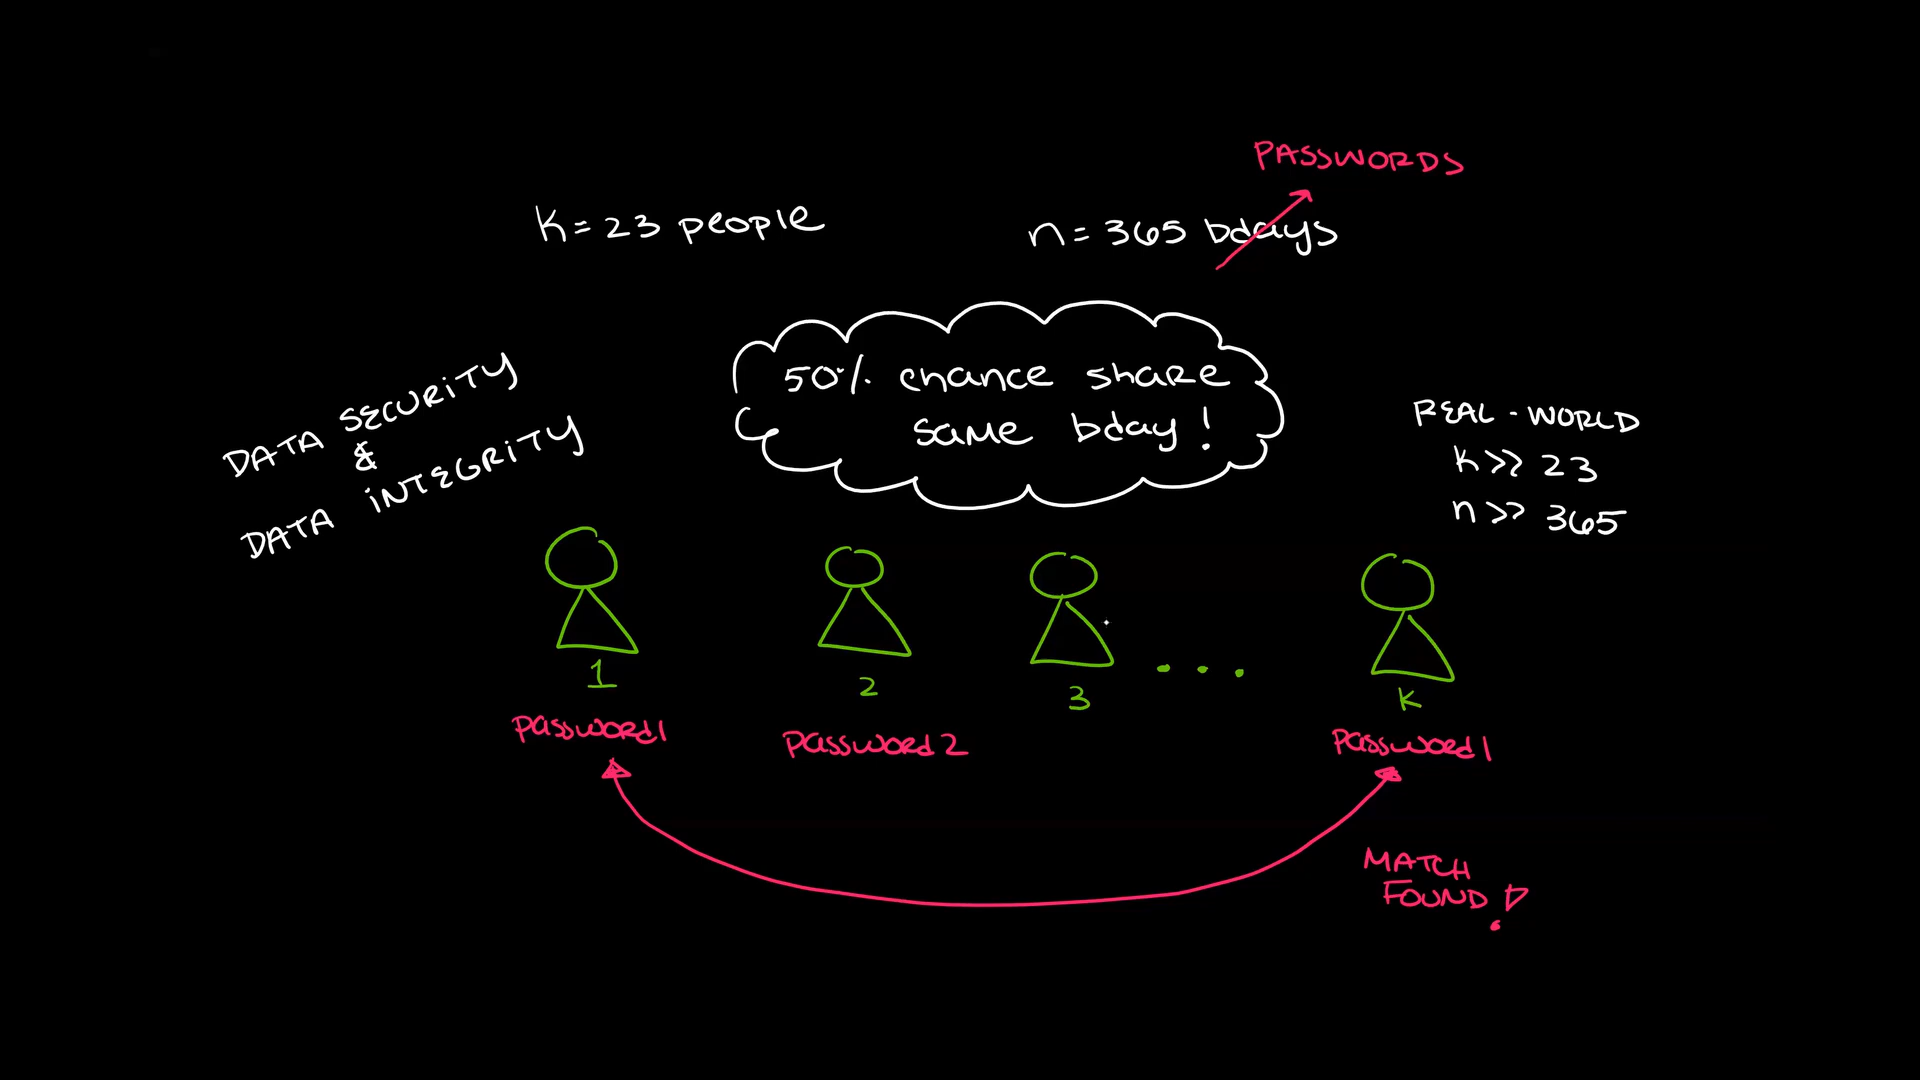 PASSWORDS
K = 23 people
n = 365 bdays
50% chance share
same bday!
DATA SECURITY
&
DATA INTEGRITY
REAL-WORLD
K >> 23
n >> 365
1
2
3
...
K
password1
password2
password1
MATCH
FOUND!